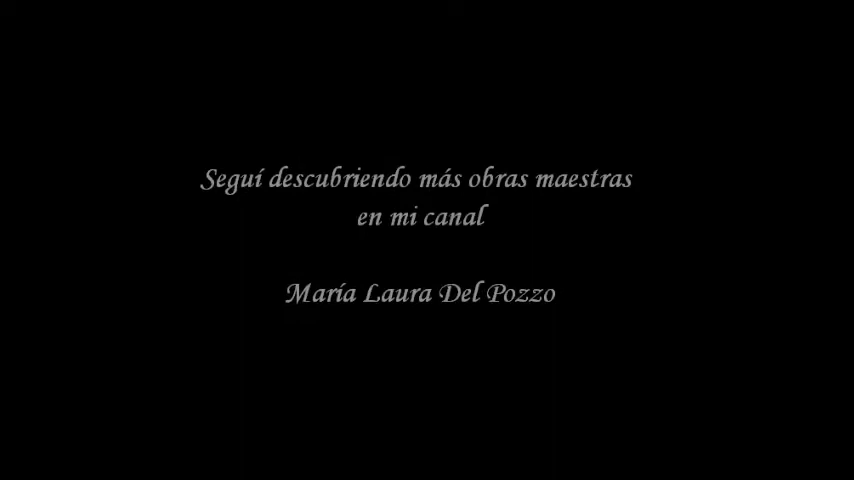 Seguí descubriendo más obras maestras
en mi canal
María Laura Del Pozzo